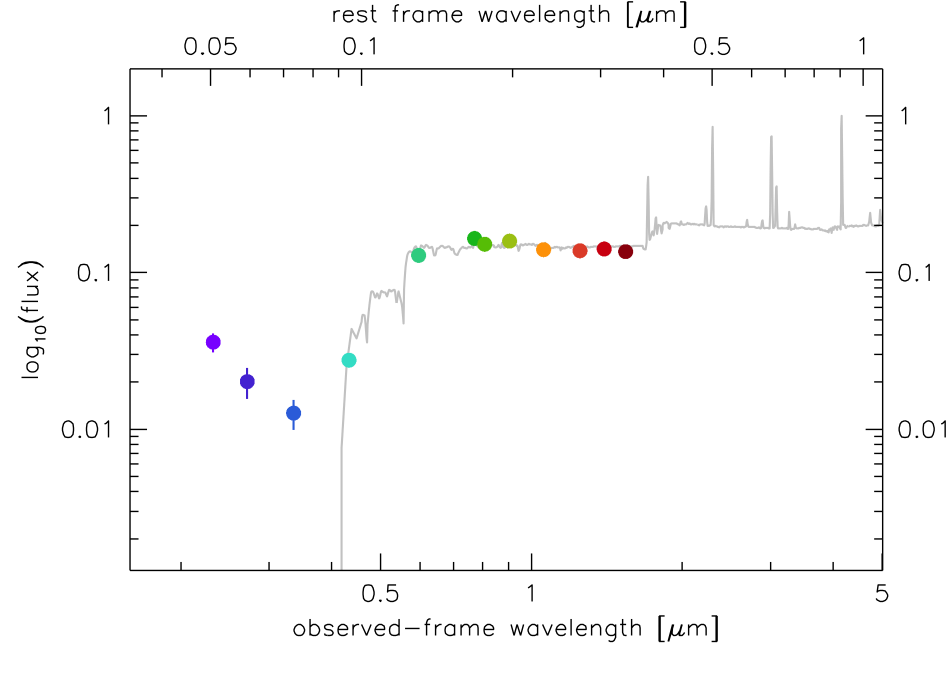 rest frame wavelength [μm]
0.05 0.1 0.5 1
1 1
0.1 0.1
0.01 0.01
log10(flux)
0.5 1 5
observed-frame wavelength [μm]